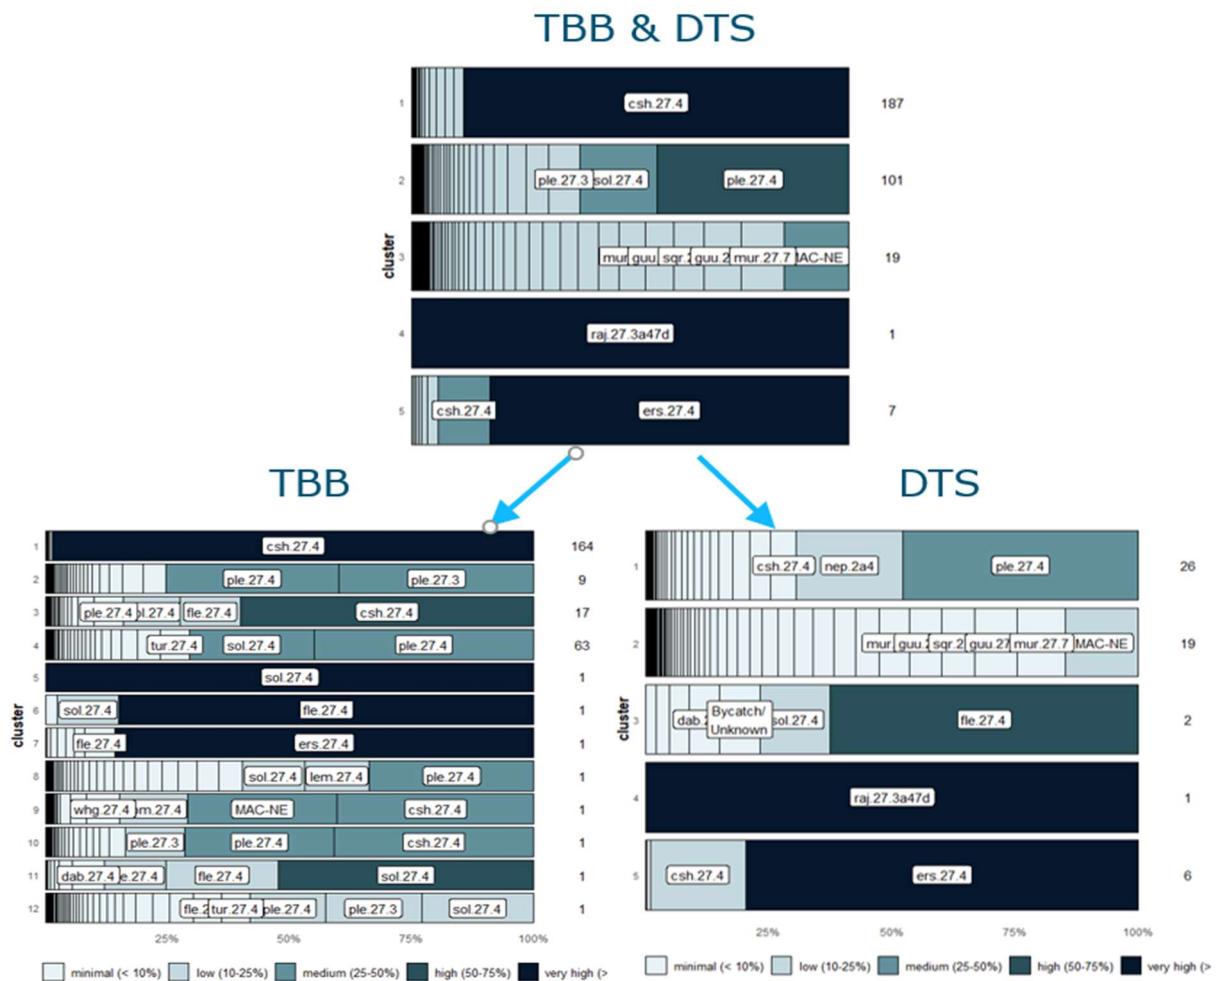 TBB & DTS
1 csh.27.4 187
2 ple.27.3 sol.27.4 ple.27.4 101
cluster
3 mur guu. sqr.2 guu.2 mur.27.7 MAC-NE 19
4 raj.27.3a47d 1
5 csh.27.4 ers.27.4 7
TBB
1 csh.27.4 164
2 ple.27.4 ple.27.3 9
3 ple.27.4 ol.27.4 fle.27.4 csh.27.4 17
4 tur.27.4 sol.27.4 ple.27.4 63
5 sol.27.4 1
6 sol.27.4 fle.27.4 1
cluster
7 fle.27.4 ers.27.4 1
8 sol.27.4 lem.27.4 ple.27.4 1
9 whg.27.4 m.27.4 MAC-NE csh.27.4 1
10 ple.27.3 ple.27.4 csh.27.4 1
11 dab.27.4 e.27.4 fle.27.4 sol.27.4 1
12 fle.2 tur.27.4 ple.27.4 ple.27.3 sol.27.4 1
25% 50% 75% 100%
minimal (< 10%) low (10-25%) medium (25-50%) high (50-75%) very high (>
DTS
1 csh.27.4 nep.2a4 ple.27.4 26
2 mur. guu.2 sqr.2 guu.27 mur.27.7 MAC-NE 19
cluster
3 dab.2 Bycatch/
Unknown sol.27.4 fle.27.4 2
4 raj.27.3a47d 1
5 csh.27.4 ers.27.4 6
25% 50% 75% 100%
minimal (< 10%) low (10-25%) medium (25-50%) high (50-75%) very high (>